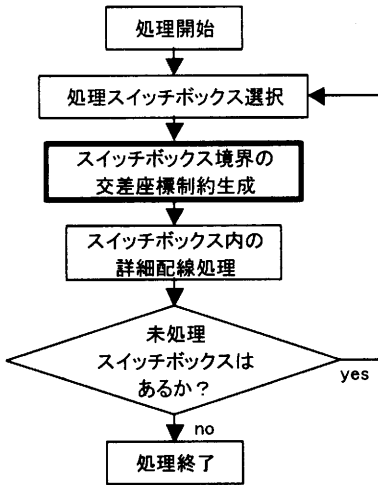 処理開始
処理スイッチボックス選択
スイッチボックス境界の
交差座標制約生成
スイッチボックス内の
詳細配線処理
未処理
スイッチボックスは
あるか？
yes
no
処理終了